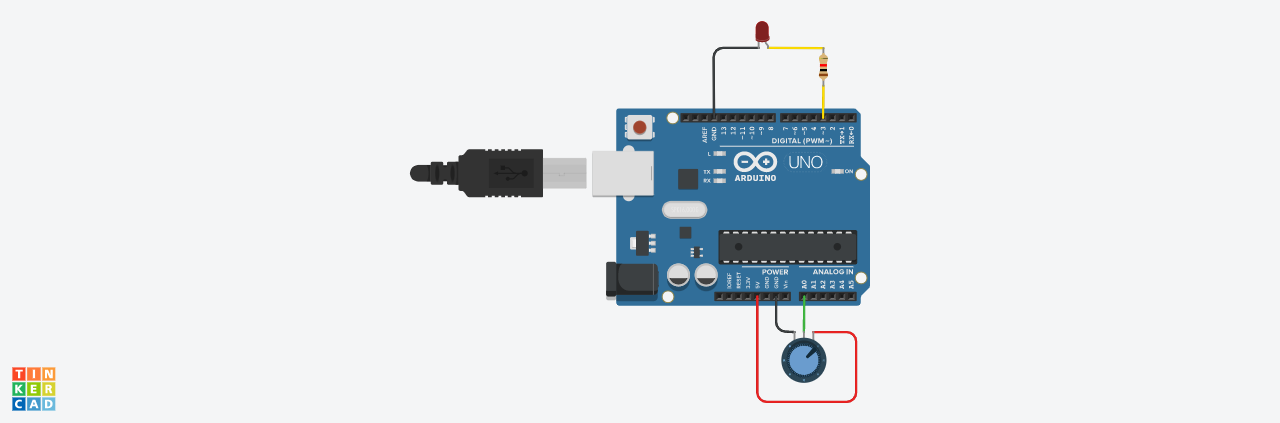 AREF
GND
13
12
~11
~10
~9
8
7
~6
~5
4
~3
2
TX→1
RX←0
DIGITAL (PWM~)
L
TX
RX
UNO
ARDUINO
ON
POWER
ANALOG IN
IOREF
RESET
3.3V
5V
GND
GND
Vin
A0
A1
A2
A3
A4
A5
TIN
KER
CAD